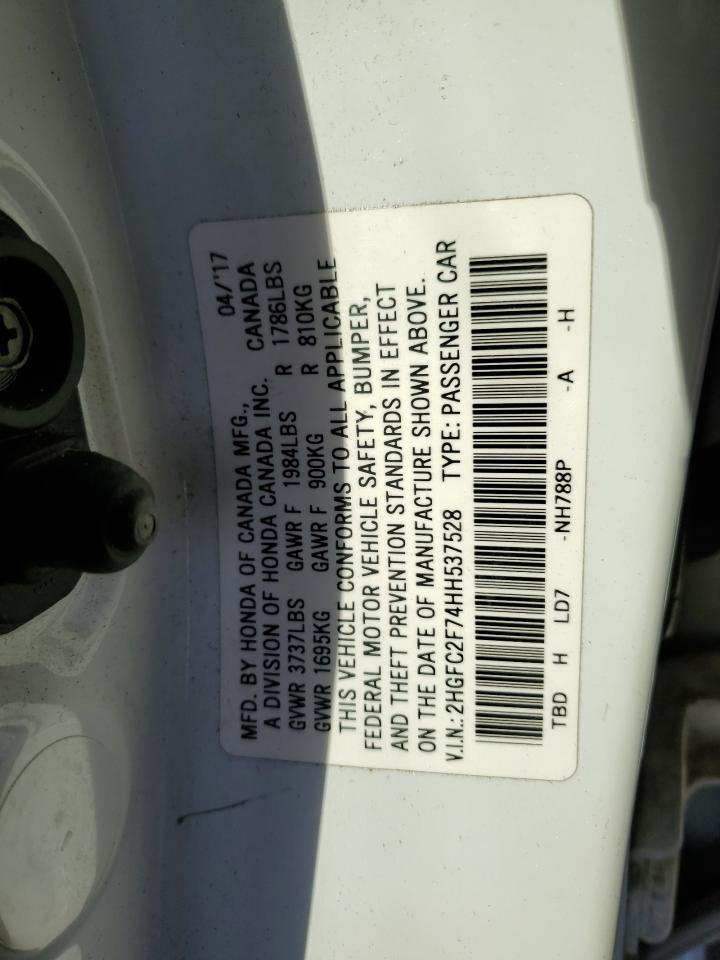 MFD. BY HONDA OF CANADA MFG., 04/'17
A DIVISION OF HONDA CANADA INC. CANADA
GVWR 3737LBS GAWR F 1984LBS R 1786LBS
GVWR 1695KG GAWR F 900KG R 810KG
THIS VEHICLE CONFORMS TO ALL APPLICABLE
FEDERAL MOTOR VEHICLE SAFETY, BUMPER,
AND THEFT PREVENTION STANDARDS IN EFFECT
ON THE DATE OF MANUFACTURE SHOWN ABOVE.
V.I.N.: 2HGFC2F74HH537528 TYPE: PASSENGER CAR
TBD H LD7 -NH788P -A -H